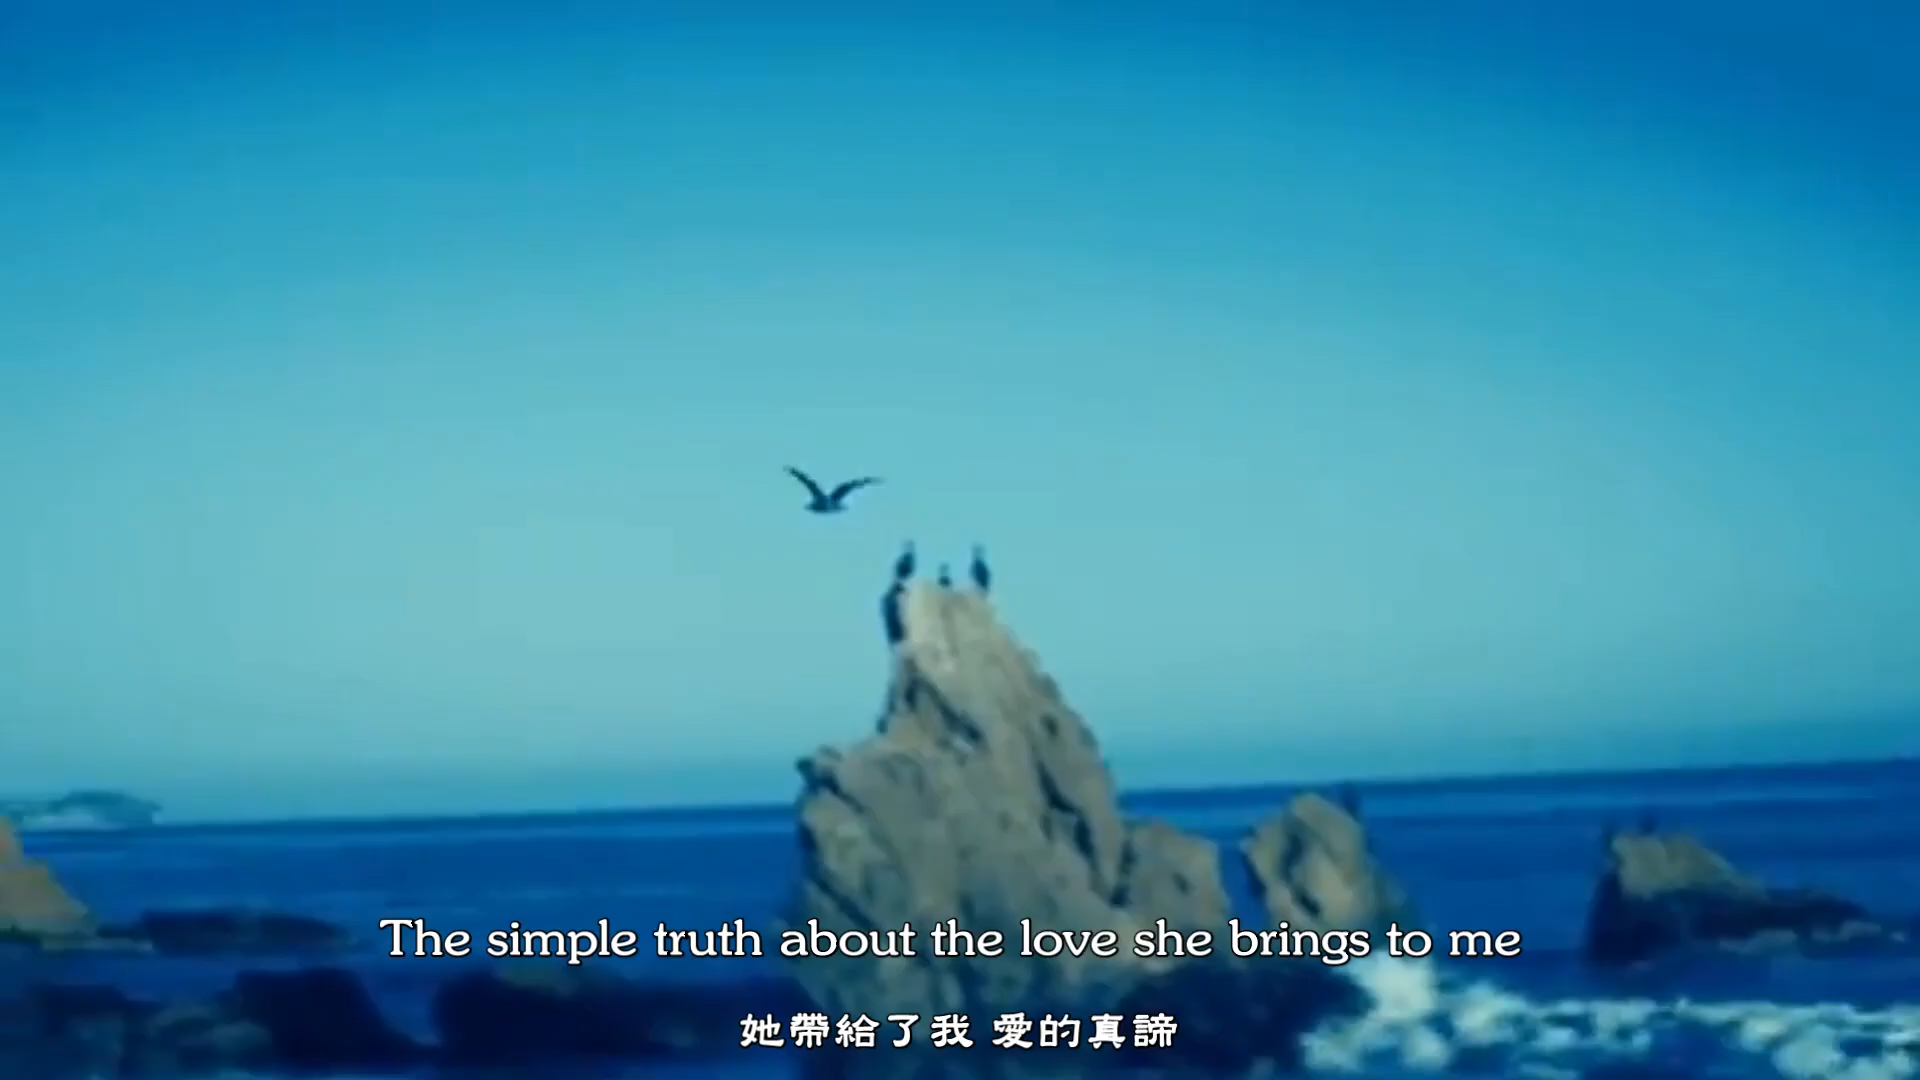 The simple truth about the love she brings to me
她帶給了我 愛的真諦